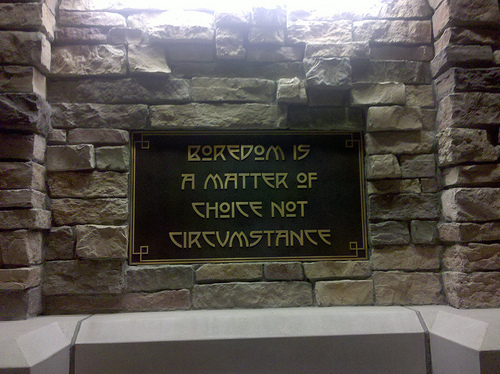 BOREDOM IS
A MATTER OF
CHOICE NOT
CIRCUMSTANCE